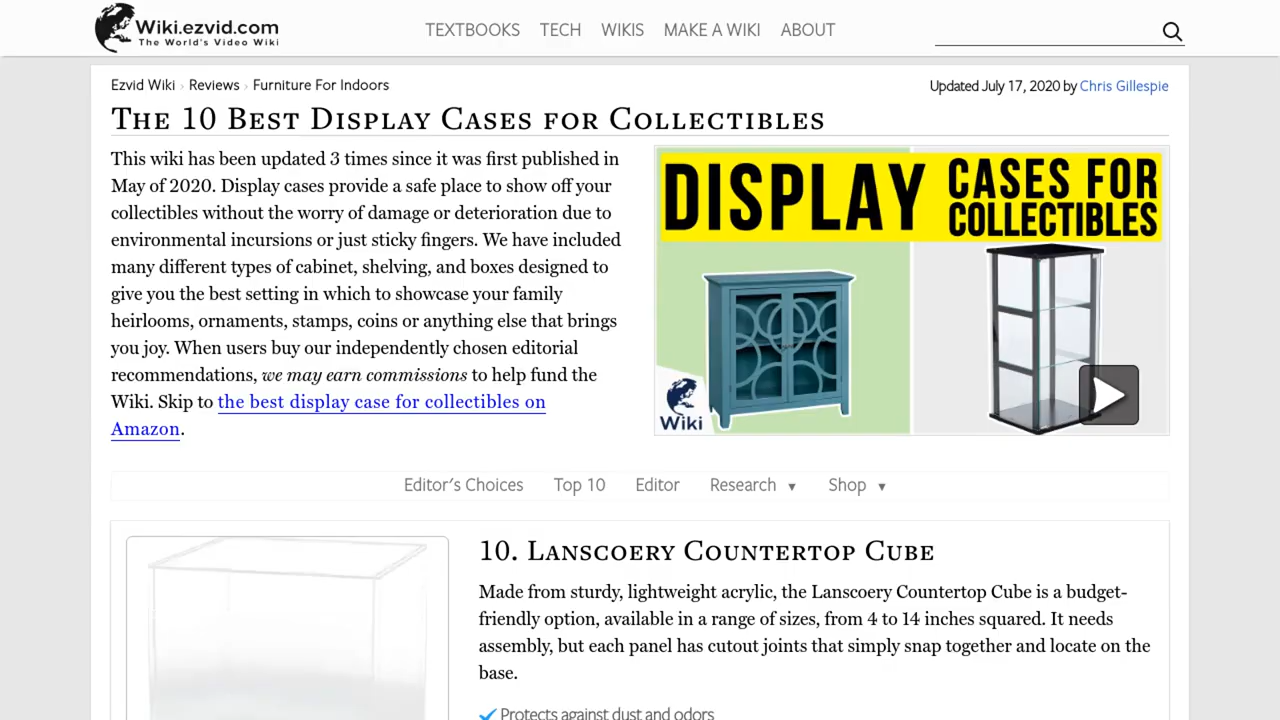 Wiki.ezvid.com
The World's Video Wiki
TEXTBOOKS TECH WIKIS MAKE A WIKI ABOUT
Ezvid Wiki › Reviews › Furniture For Indoors
Updated July 17, 2020 by Chris Gillespie
The 10 Best Display Cases for Collectibles
This wiki has been updated 3 times since it was first published in
May of 2020. Display cases provide a safe place to show off your
collectibles without the worry of damage or deterioration due to
environmental incursions or just sticky fingers. We have included
many different types of cabinet, shelving, and boxes designed to
give you the best setting in which to showcase your family
heirlooms, ornaments, stamps, coins or anything else that brings
you joy. When users buy our independently chosen editorial
recommendations, we may earn commissions to help fund the
Wiki. Skip to the best display case for collectibles on
Amazon.
DISPLAY CASES FOR
COLLECTIBLES
Wiki
Editor's Choices Top 10 Editor Research ▼ Shop ▼
10. Lanscoery Countertop Cube
Made from sturdy, lightweight acrylic, the Lanscoery Countertop Cube is a budget-
friendly option, available in a range of sizes, from 4 to 14 inches squared. It needs
assembly, but each panel has cutout joints that simply snap together and locate on the
base.
Protects against dust and odors